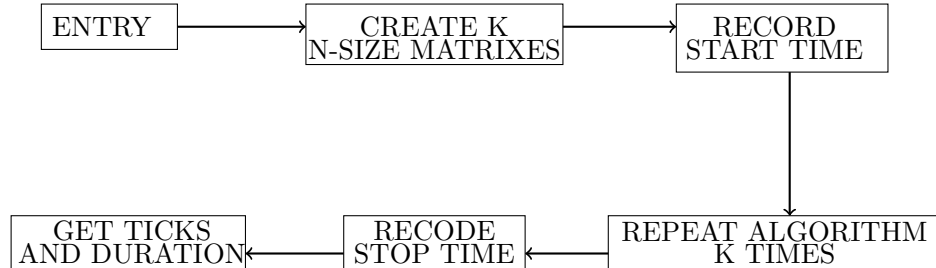 ENTRY
CREATE K
N-SIZE MATRIXES
RECORD
START TIME
REPEAT ALGORITHM
K TIMES
RECODE
STOP TIME
GET TICKS
AND DURATION